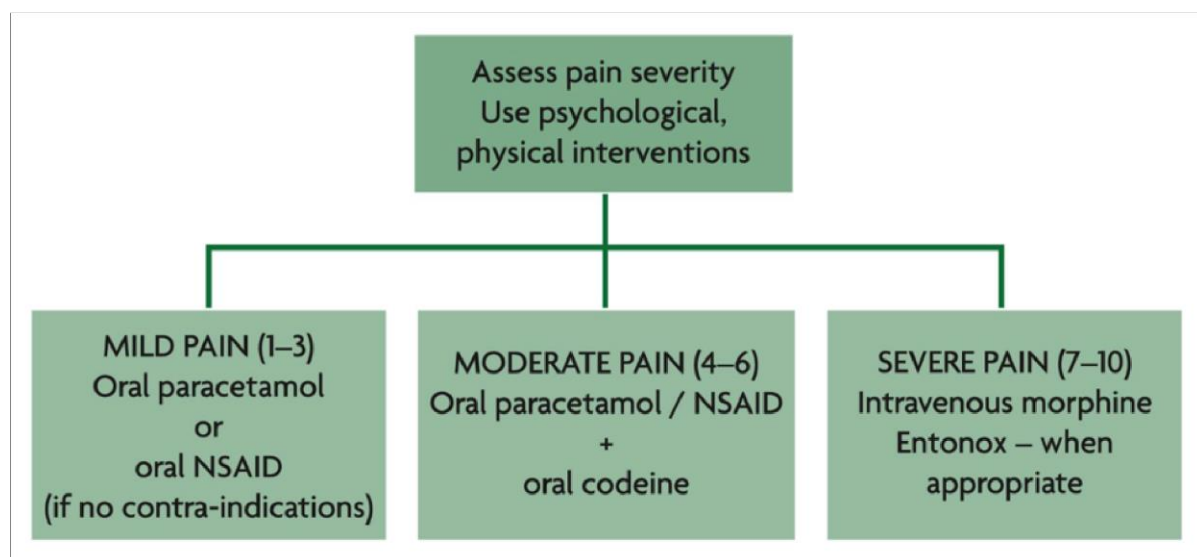 Assess pain severity
Use psychological,
physical interventions
MILD PAIN (1–3)
Oral paracetamol
or
oral NSAID
(if no contra-indications)
MODERATE PAIN (4–6)
Oral paracetamol / NSAID
+
oral codeine
SEVERE PAIN (7–10)
Intravenous morphine
Entonox – when
appropriate